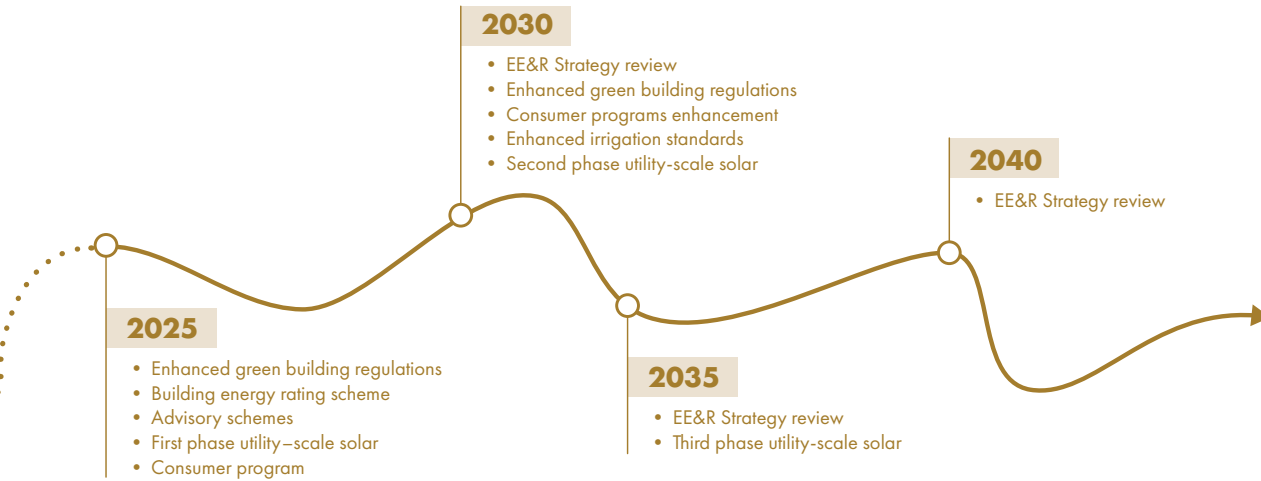 2025
• Enhanced green building regulations
• Building energy rating scheme
• Advisory schemes
• First phase utility–scale solar
• Consumer program
2030
• EE&R Strategy review
• Enhanced green building regulations
• Consumer programs enhancement
• Enhanced irrigation standards
• Second phase utility-scale solar
2035
• EE&R Strategy review
• Third phase utility-scale solar
2040
• EE&R Strategy review